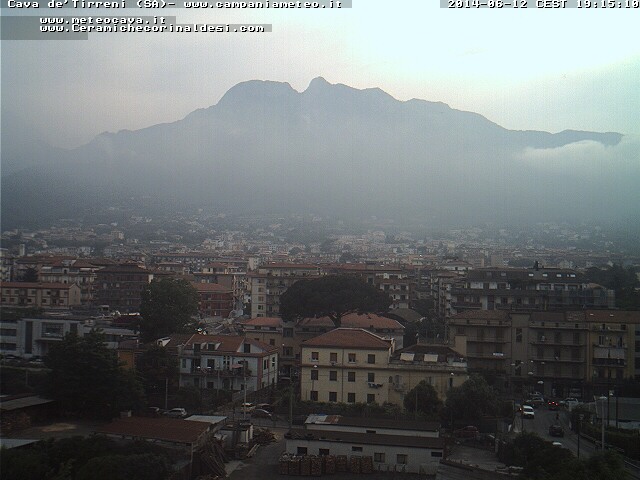 Cava de'Tirreni (SA)- www.campaniameteo.it 2014-06-12 CEST 19:15:10
www.meteocava.it
www.Ceramichecorinaldesi.com